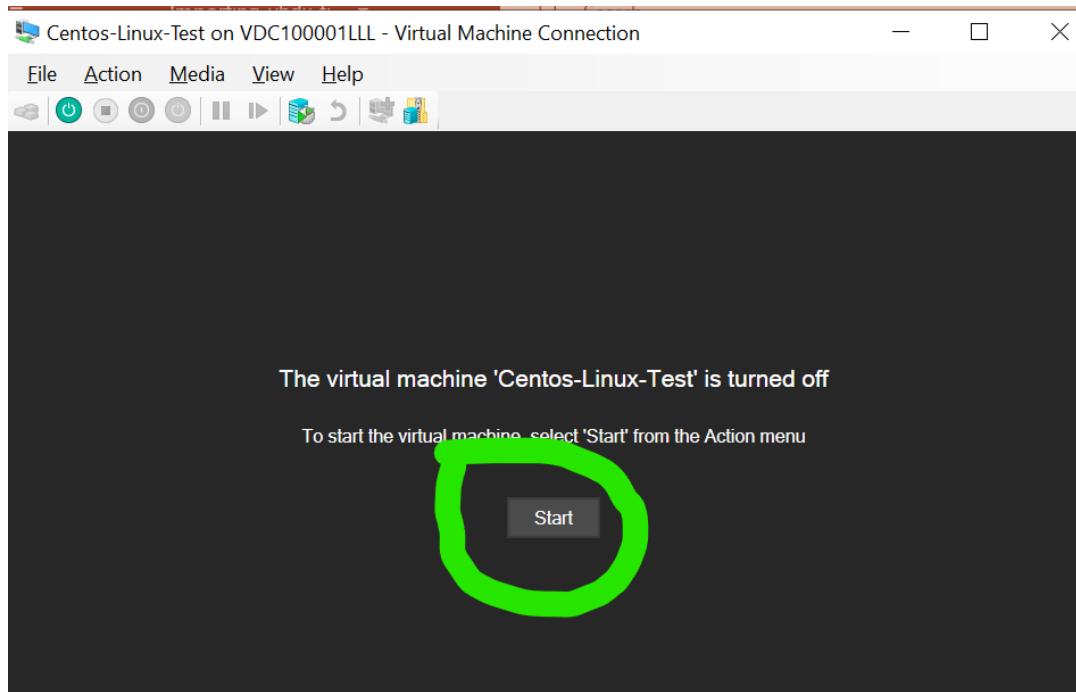 Centos-Linux-Test on VDC100001LLL - Virtual Machine Connection
File Action Media View Help
The virtual machine 'Centos-Linux-Test' is turned off
To start the virtual machine, select 'Start' from the Action menu
Start